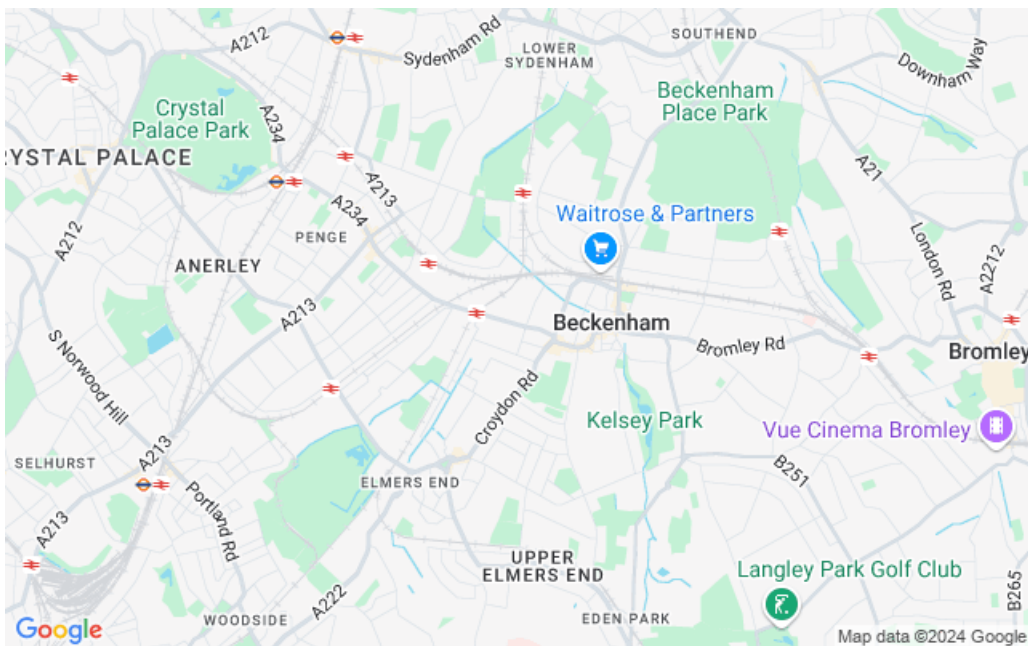 A212
Sydenham Rd
LOWER
SYDENHAM
SOUTHEND
Downham Way
Crystal
Palace Park
A234
Beckenham
Place Park
RYSTAL PALACE
A213
A21
A234
Waitrose & Partners
A212
PENGE
ANERLEY
London Rd
A2212
A213
Beckenham
Bromley Rd
Bromley
S Norwood Hill
Croydon Rd
Kelsey Park
Vue Cinema Bromley
A213
SELHURST
B251
ELMERS END
Portland Rd
A213
UPPER
ELMERS END
Langley Park Golf Club
B265
A222
WOODSIDE
EDEN PARK
Google
Map data ©2024 Google